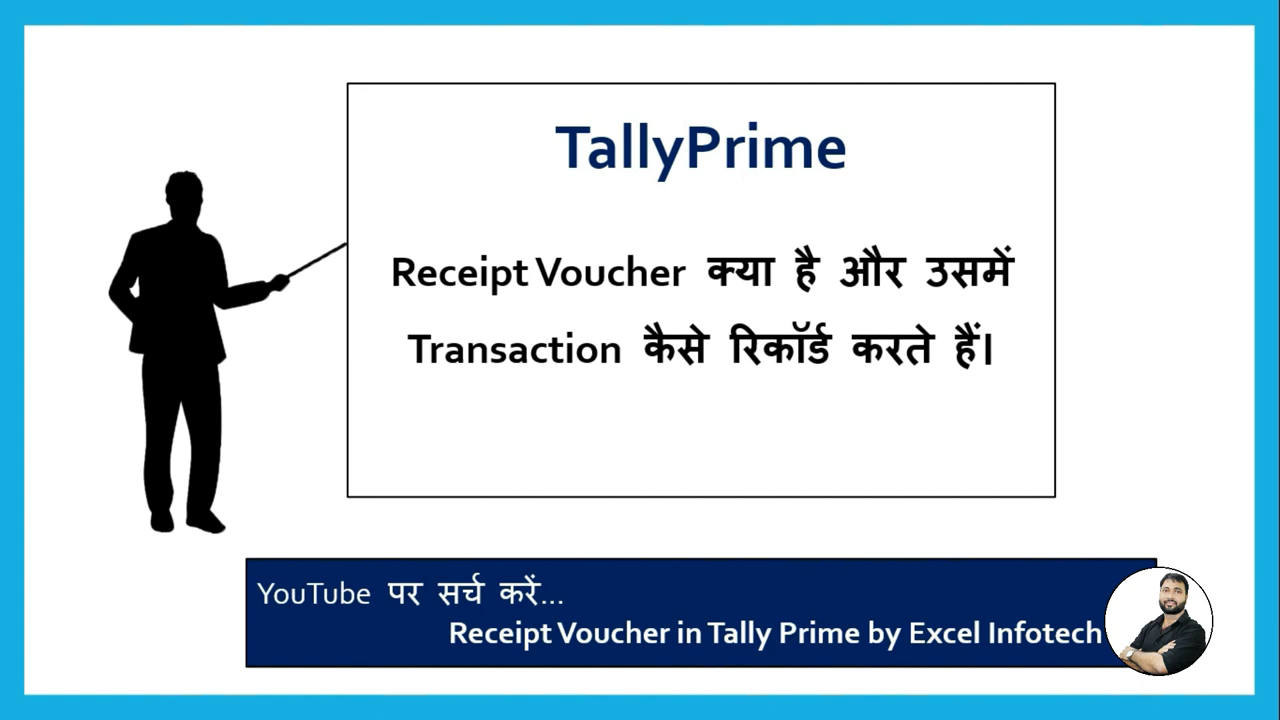 TallyPrime
Receipt Voucher क्या है और उसमें
Transaction कैसे रिकॉर्ड करते हैं।
YouTube पर सर्च करें...
Receipt Voucher in Tally Prime by Excel Infotech